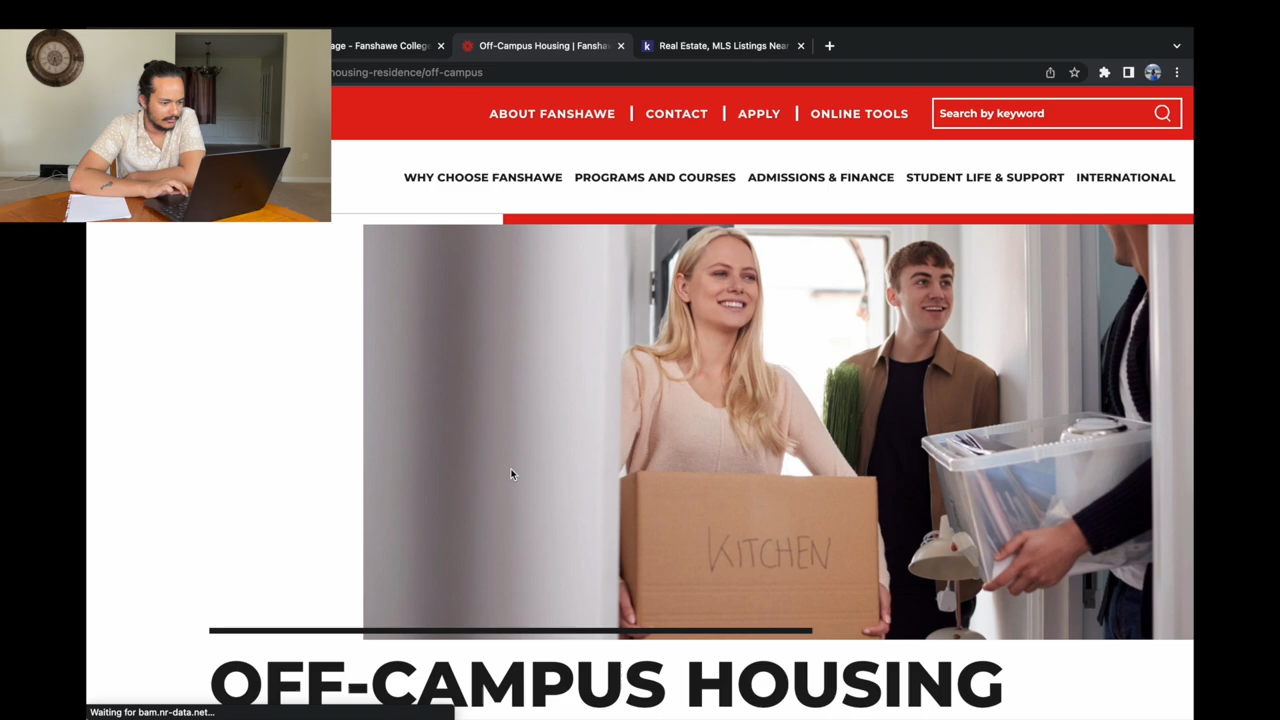 age - Fanshawe Colleg
Off-Campus Housing | Fansha
k
Real Estate, MLS Listings Near
housing-residence/off-campus
ABOUT FANSHAWE
CONTACT
APPLY
ONLINE TOOLS
Search by keyword
WHY CHOOSE FANSHAWE
PROGRAMS AND COURSES
ADMISSIONS & FINANCE
STUDENT LIFE & SUPPORT
INTERNATIONAL
KITCHEN
OFF-CAMPUS HOUSING
Waiting for bam.nr-data.net...